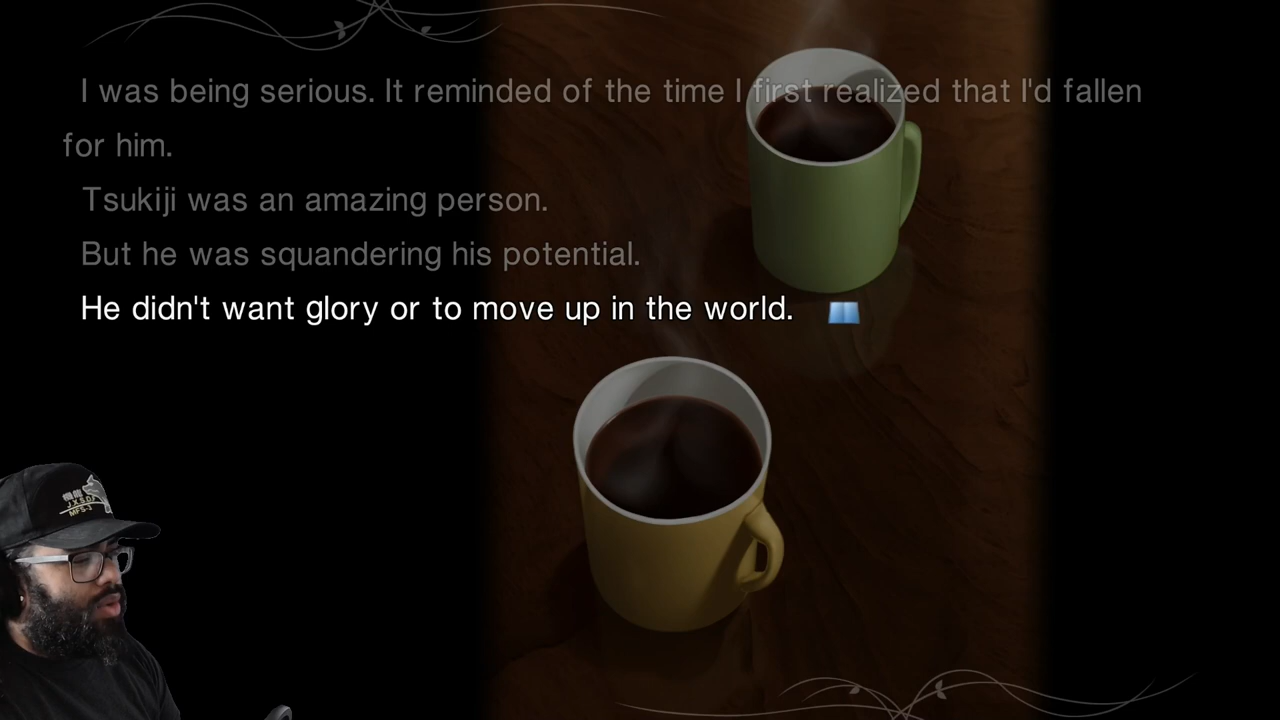 I was being serious. It reminded of the time I first realized that I'd fallen
for him.
Tsukiji was an amazing person.
But he was squandering his potential.
He didn't want glory or to move up in the world.